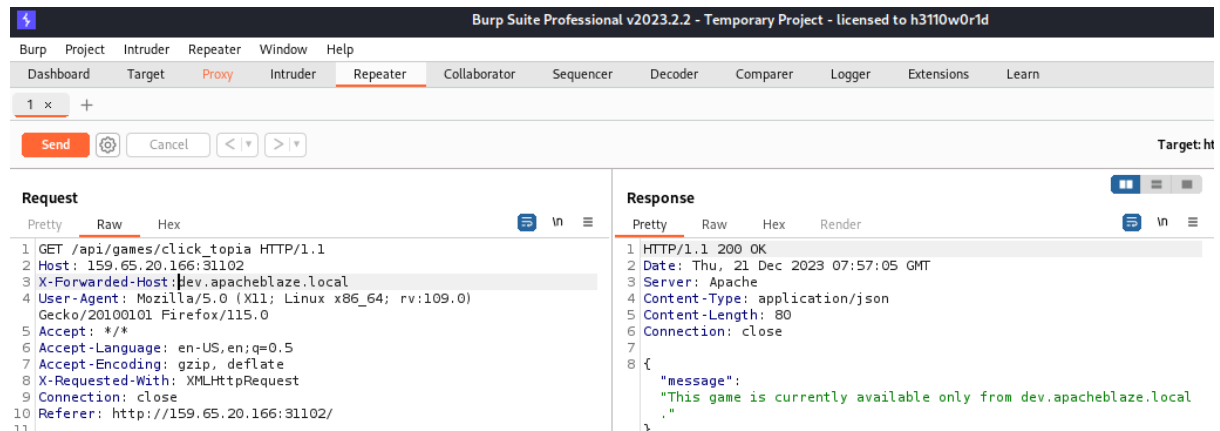 Burp Suite Professional v2023.2.2 - Temporary Project - licensed to h3110w0r1d
Burp Project Intruder Repeater Window Help
Dashboard Target Proxy Intruder Repeater Collaborator Sequencer Decoder Comparer Logger Extensions Learn
1 × +
Send Cancel < > Target: ht
Request
Pretty Raw Hex \n
1 GET /api/games/click_topia HTTP/1.1
2 Host: 159.65.20.166:31102
3 X-Forwarded-Host:dev.apacheblaze.local
4 User-Agent: Mozilla/5.0 (X11; Linux x86_64; rv:109.0)
Gecko/20100101 Firefox/115.0
5 Accept: */*
6 Accept-Language: en-US,en;q=0.5
7 Accept-Encoding: gzip, deflate
8 X-Requested-With: XMLHttpRequest
9 Connection: close
10 Referer: http://159.65.20.166:31102/
11
Response
Pretty Raw Hex Render \n
1 HTTP/1.1 200 OK
2 Date: Thu, 21 Dec 2023 07:57:05 GMT
3 Server: Apache
4 Content-Type: application/json
5 Content-Length: 80
6 Connection: close
7
8 {
"message":
"This game is currently available only from dev.apacheblaze.local
."
}